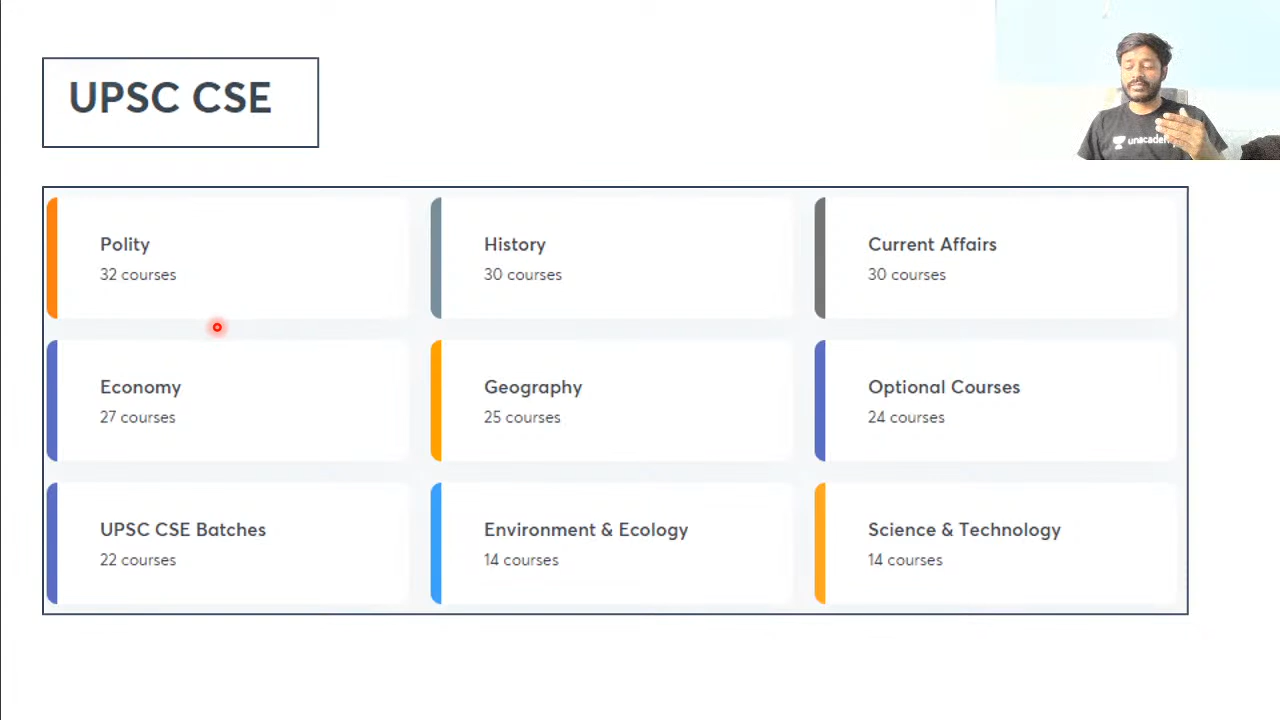 UPSC CSE
Polity
32 courses
History
30 courses
Current Affairs
30 courses
Economy
27 courses
Geography
25 courses
Optional Courses
24 courses
UPSC CSE Batches
22 courses
Environment & Ecology
14 courses
Science & Technology
14 courses